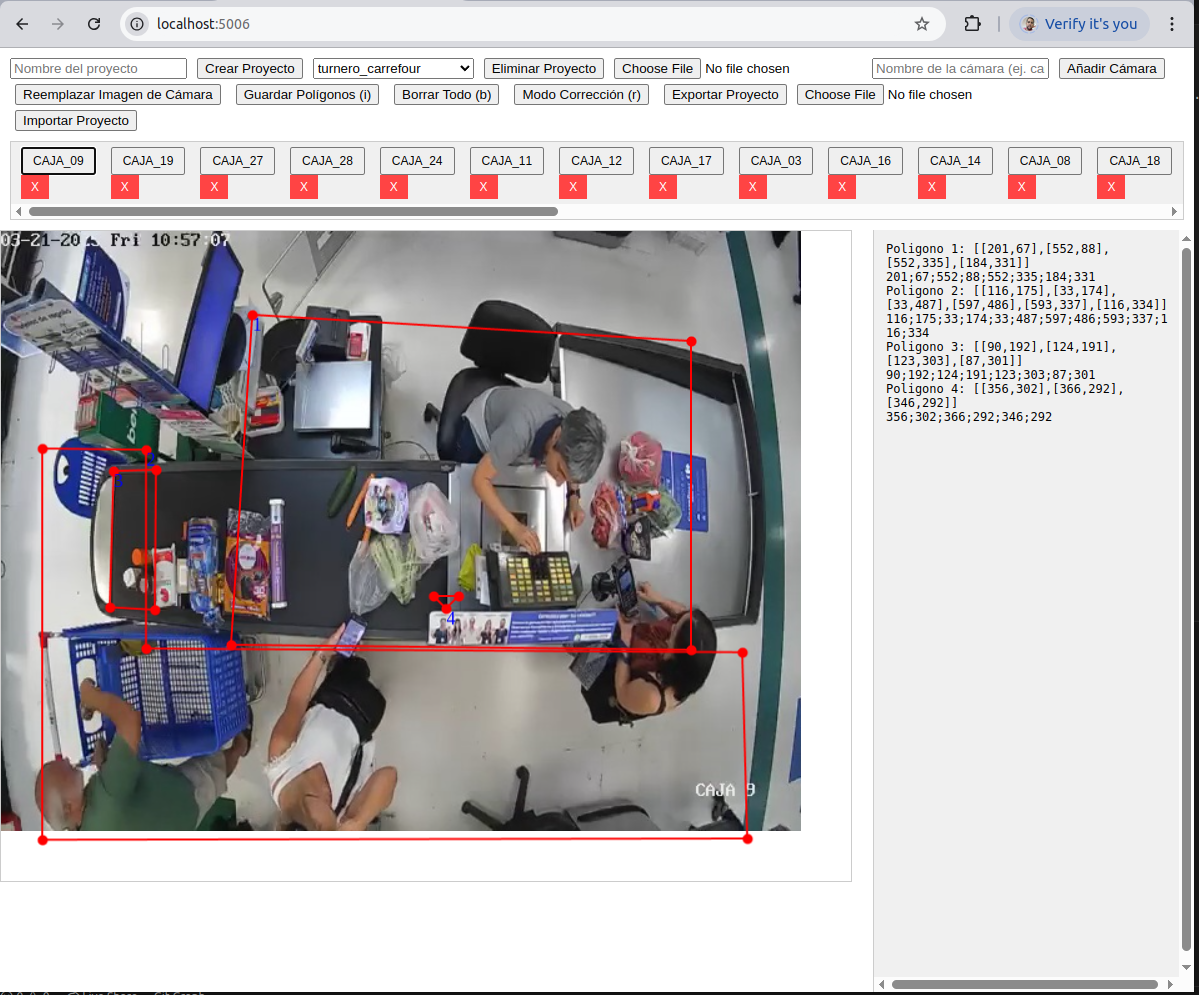 localhost:5006
Verify it's you
Nombre del proyecto
Crear Proyecto
turnero_carrefour
Eliminar Proyecto
Choose File No file chosen
Nombre de la cámara (ej. ca
Añadir Cámara
Reemplazar Imagen de Cámara
Guardar Polígonos (i)
Borrar Todo (b)
Modo Corrección (r)
Exportar Proyecto
Choose File No file chosen
Importar Proyecto
CAJA_09
CAJA_19
CAJA_27
CAJA_28
CAJA_24
CAJA_11
CAJA_12
CAJA_17
CAJA_03
CAJA_16
CAJA_14
CAJA_08
CAJA_18
X
X
X
X
X
X
X
X
X
X
X
X
X
03-21-20 Fri 10:57:07
1
3
4
CAJA 9
Poligono 1: [[201,67],[552,88],
[552,335],[184,331]]
201;67;552;88;552;335;184;331
Poligono 2: [[116,175],[33,174],
[33,487],[597,486],[593,337],[116,334]]
116;175;33;174;33;487;597;486;593;337;1
16;334
Poligono 3: [[90,192],[124,191],
[123,303],[87,301]]
90;192;124;191;123;303;87;301
Poligono 4: [[356,302],[366,292],
[346,292]]
356;302;366;292;346;292